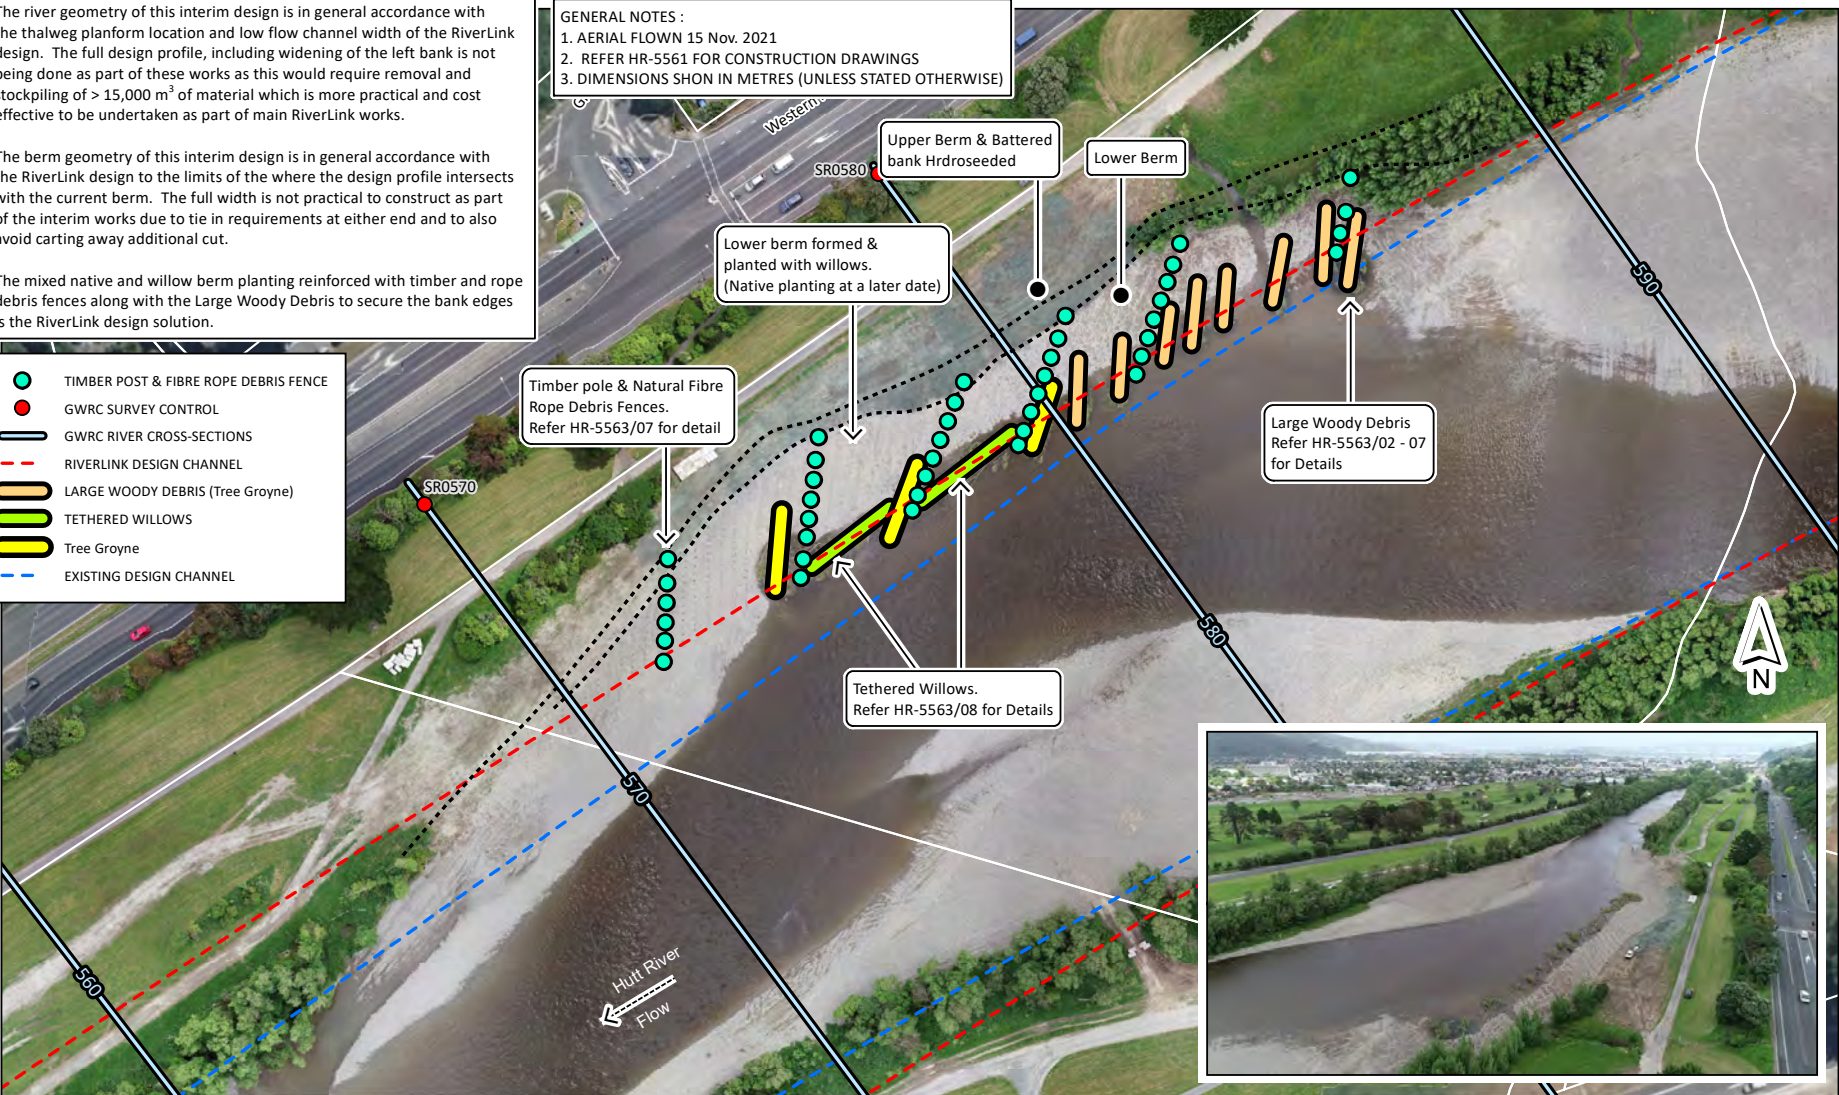 The river geometry of this interim design is in general accordance with
the thalweg planform location and low flow channel width of the RiverLink
design. The full design profile, including widening of the left bank is not
being done as part of these works as this would require removal and
stockpiling of > 15,000 m³ of material which is more practical and cost
effective to be undertaken as part of main RiverLink works.
The berm geometry of this interim design is in general accordance with
the RiverLink design to the limits of the where the design profile intersects
with the current berm. The full width is not practical to construct as part
of the interim works due to tie in requirements at either end and to also
avoid carting away additional cut.
The mixed native and willow berm planting reinforced with timber and rope
debris fences along with the Large Woody Debris to secure the bank edges
is the RiverLink design solution.
GENERAL NOTES :
1. AERIAL FLOWN 15 Nov. 2021
2. REFER HR-5561 FOR CONSTRUCTION DRAWINGS
3. DIMENSIONS SHON IN METRES (UNLESS STATED OTHERWISE)
Western
SR0580
Upper Berm & Battered
bank Hrdroseeded
Lower Berm
Lower berm formed &
planted with willows.
(Native planting at a later date)
590
TIMBER POST & FIBRE ROPE DEBRIS FENCE
GWRC SURVEY CONTROL
GWRC RIVER CROSS-SECTIONS
RIVERLINK DESIGN CHANNEL
LARGE WOODY DEBRIS (Tree Groyne)
TETHERED WILLOWS
Tree Groyne
EXISTING DESIGN CHANNEL
Timber pole & Natural Fibre
Rope Debris Fences.
Refer HR-5563/07 for detail
Large Woody Debris
Refer HR-5563/02 - 07
for Details
SR0570
580
N
Tethered Willows.
Refer HR-5563/08 for Details
570
560
Hutt River
Flow